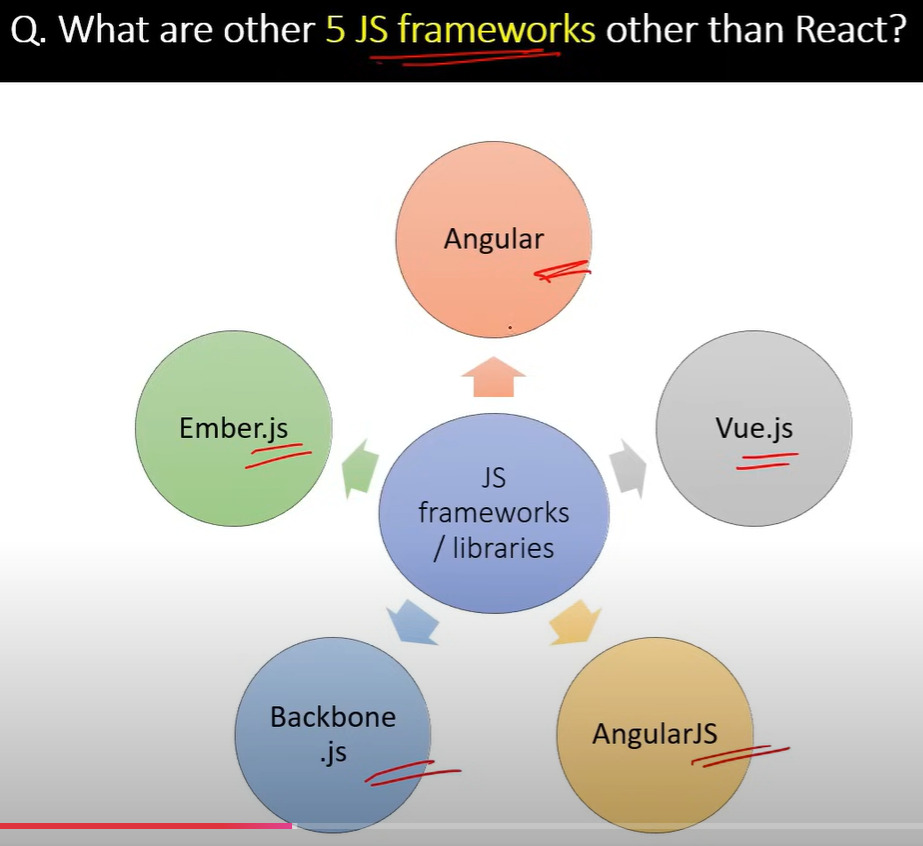 Q. What are other 5 JS frameworks other than React?
Angular
Ember.js
Vue.js
JS
frameworks
/ libraries
Backbone
.js
AngularJS